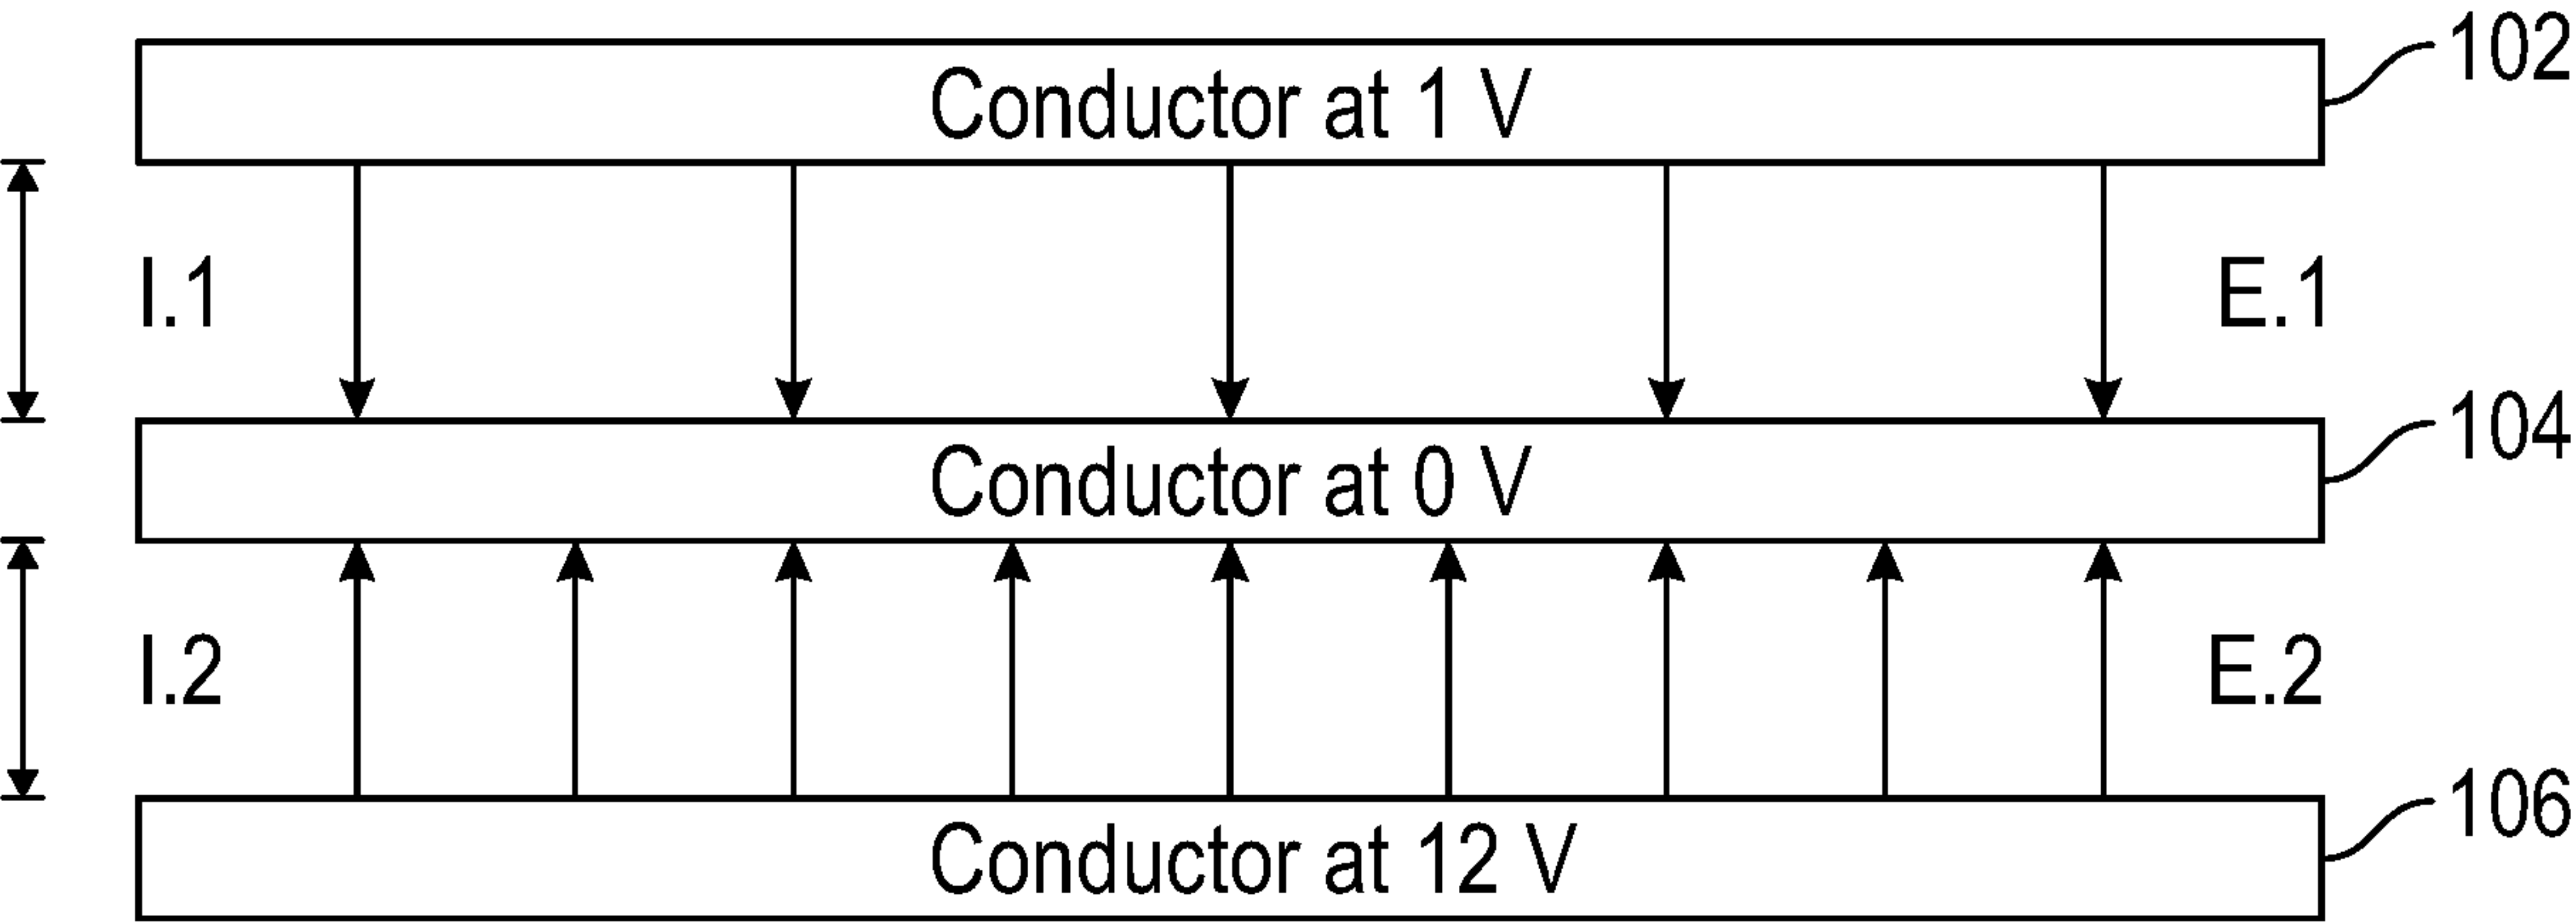 Conductor at 1 V
102
I.1
E.1
Conductor at 0 V
104
I.2
E.2
Conductor at 12 V
106